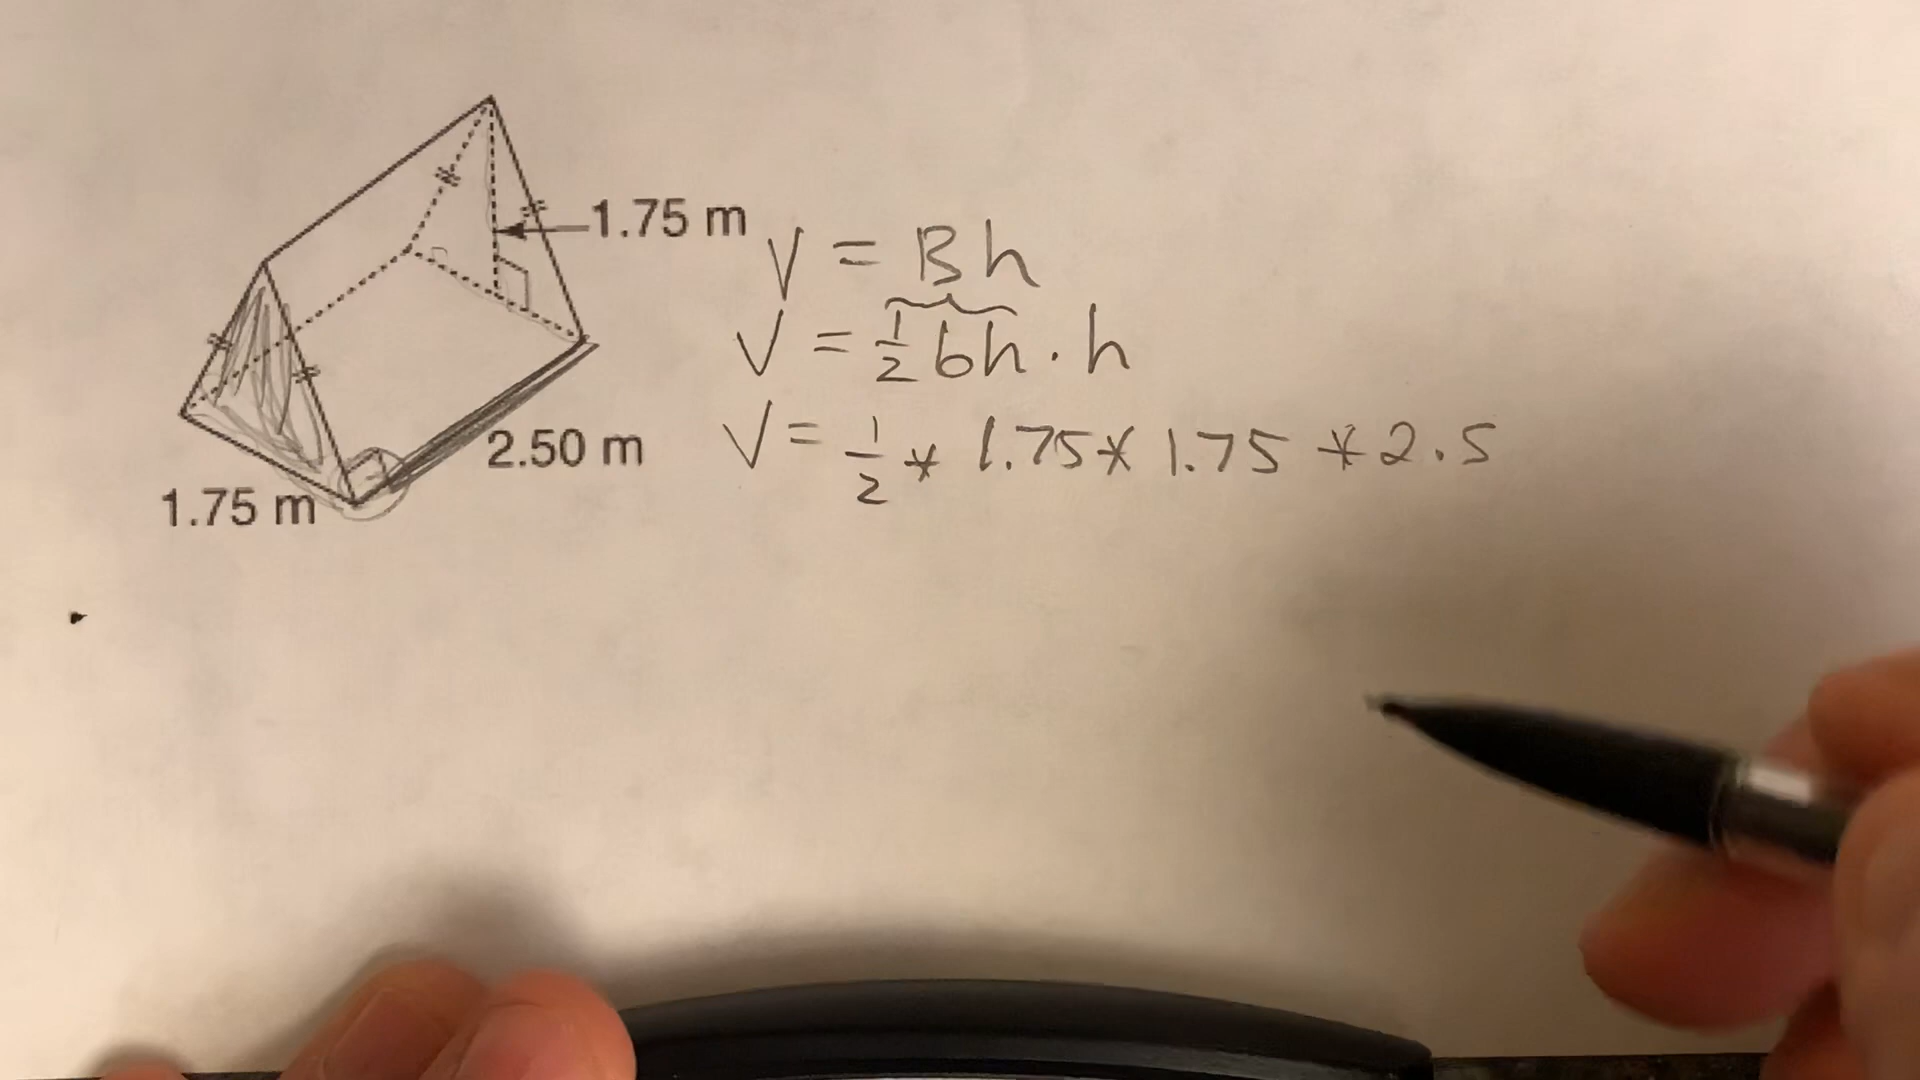 1.75 m
V = Bh
V = 1/2 bh · h
V = 1/2 * 1.75 * 1.75 * 2.5
2.50 m
1.75 m